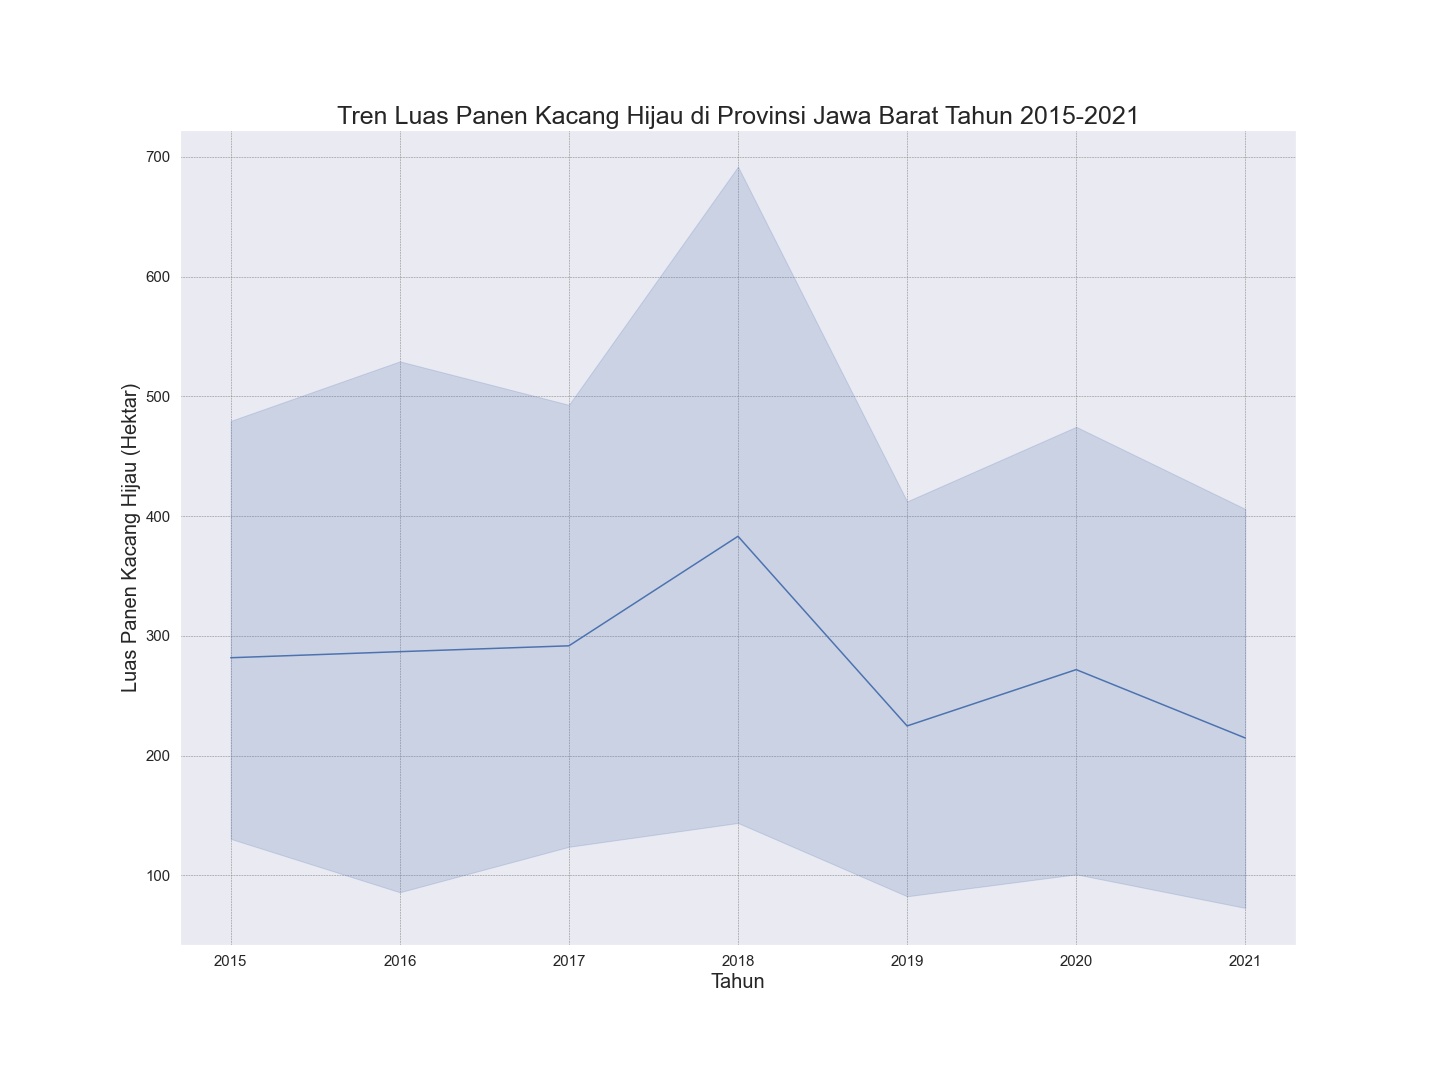 Tren Luas Panen Kacang Hijau di Provinsi Jawa Barat Tahun 2015-2021
Luas Panen Kacang Hijau (Hektar)
700
600
500
400
300
200
100
2015 2016 2017 2018 2019 2020 2021
Tahun